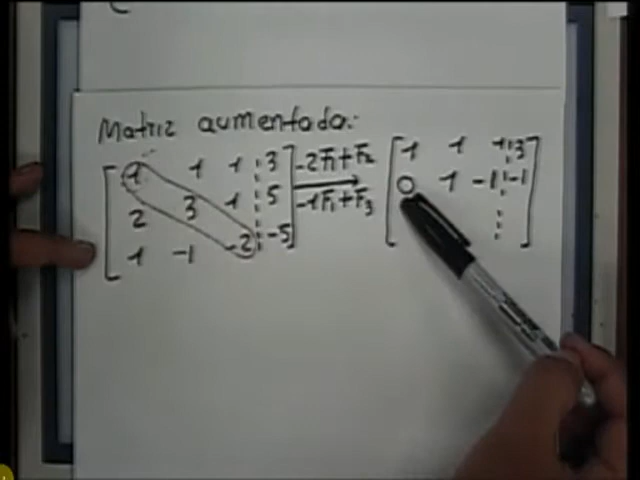 Matriz aumentada:
1 1 1 3 -2F1+F2 1 1 1 3
2 3 1 5 -1F1+F3 0 1 -1 -1
1 -1 -2 -5